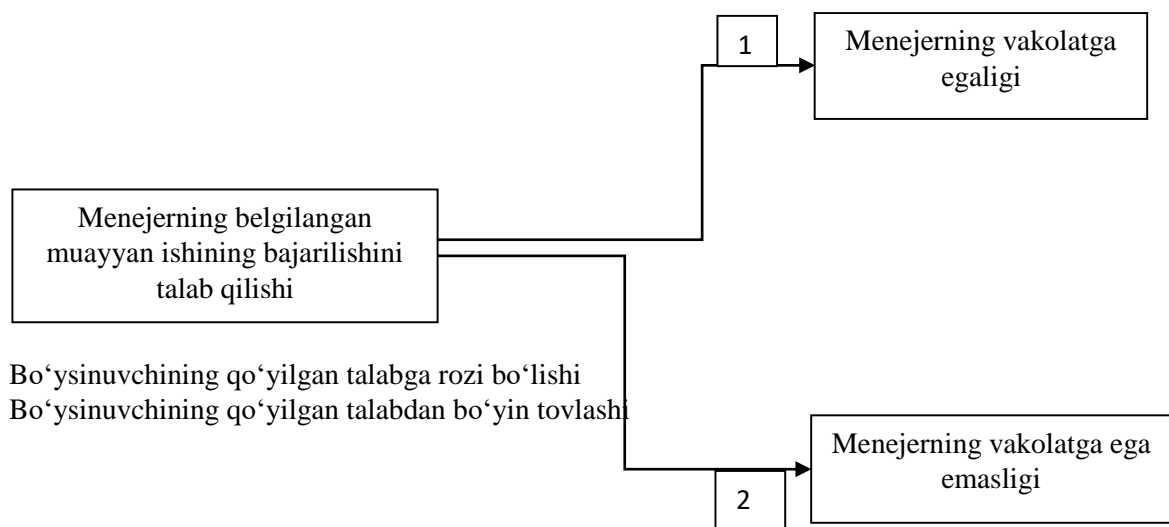 1
Menejerning vakolatga
egaligi
Menejerning belgilangan
muayyan ishining bajarilishini
talab qilishi
Bo‘ysinuvchining qo‘yilgan talabga rozi bo‘lishi
Bo‘ysinuvchining qo‘yilgan talabdan bo‘yin tovlashi
Menejerning vakolatga ega
emasligi
2